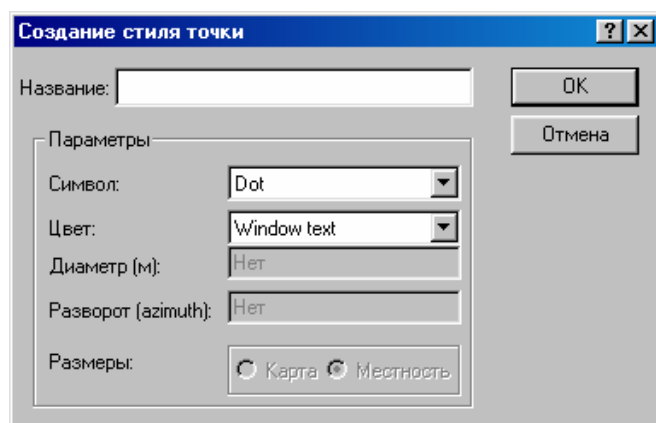 Создание стиля точки
Название:
OK
Отмена
Параметры
Символ: Dot
Цвет: Window text
Диаметр (м): Нет
Разворот (azimuth): Нет
Размеры: Карта Местность